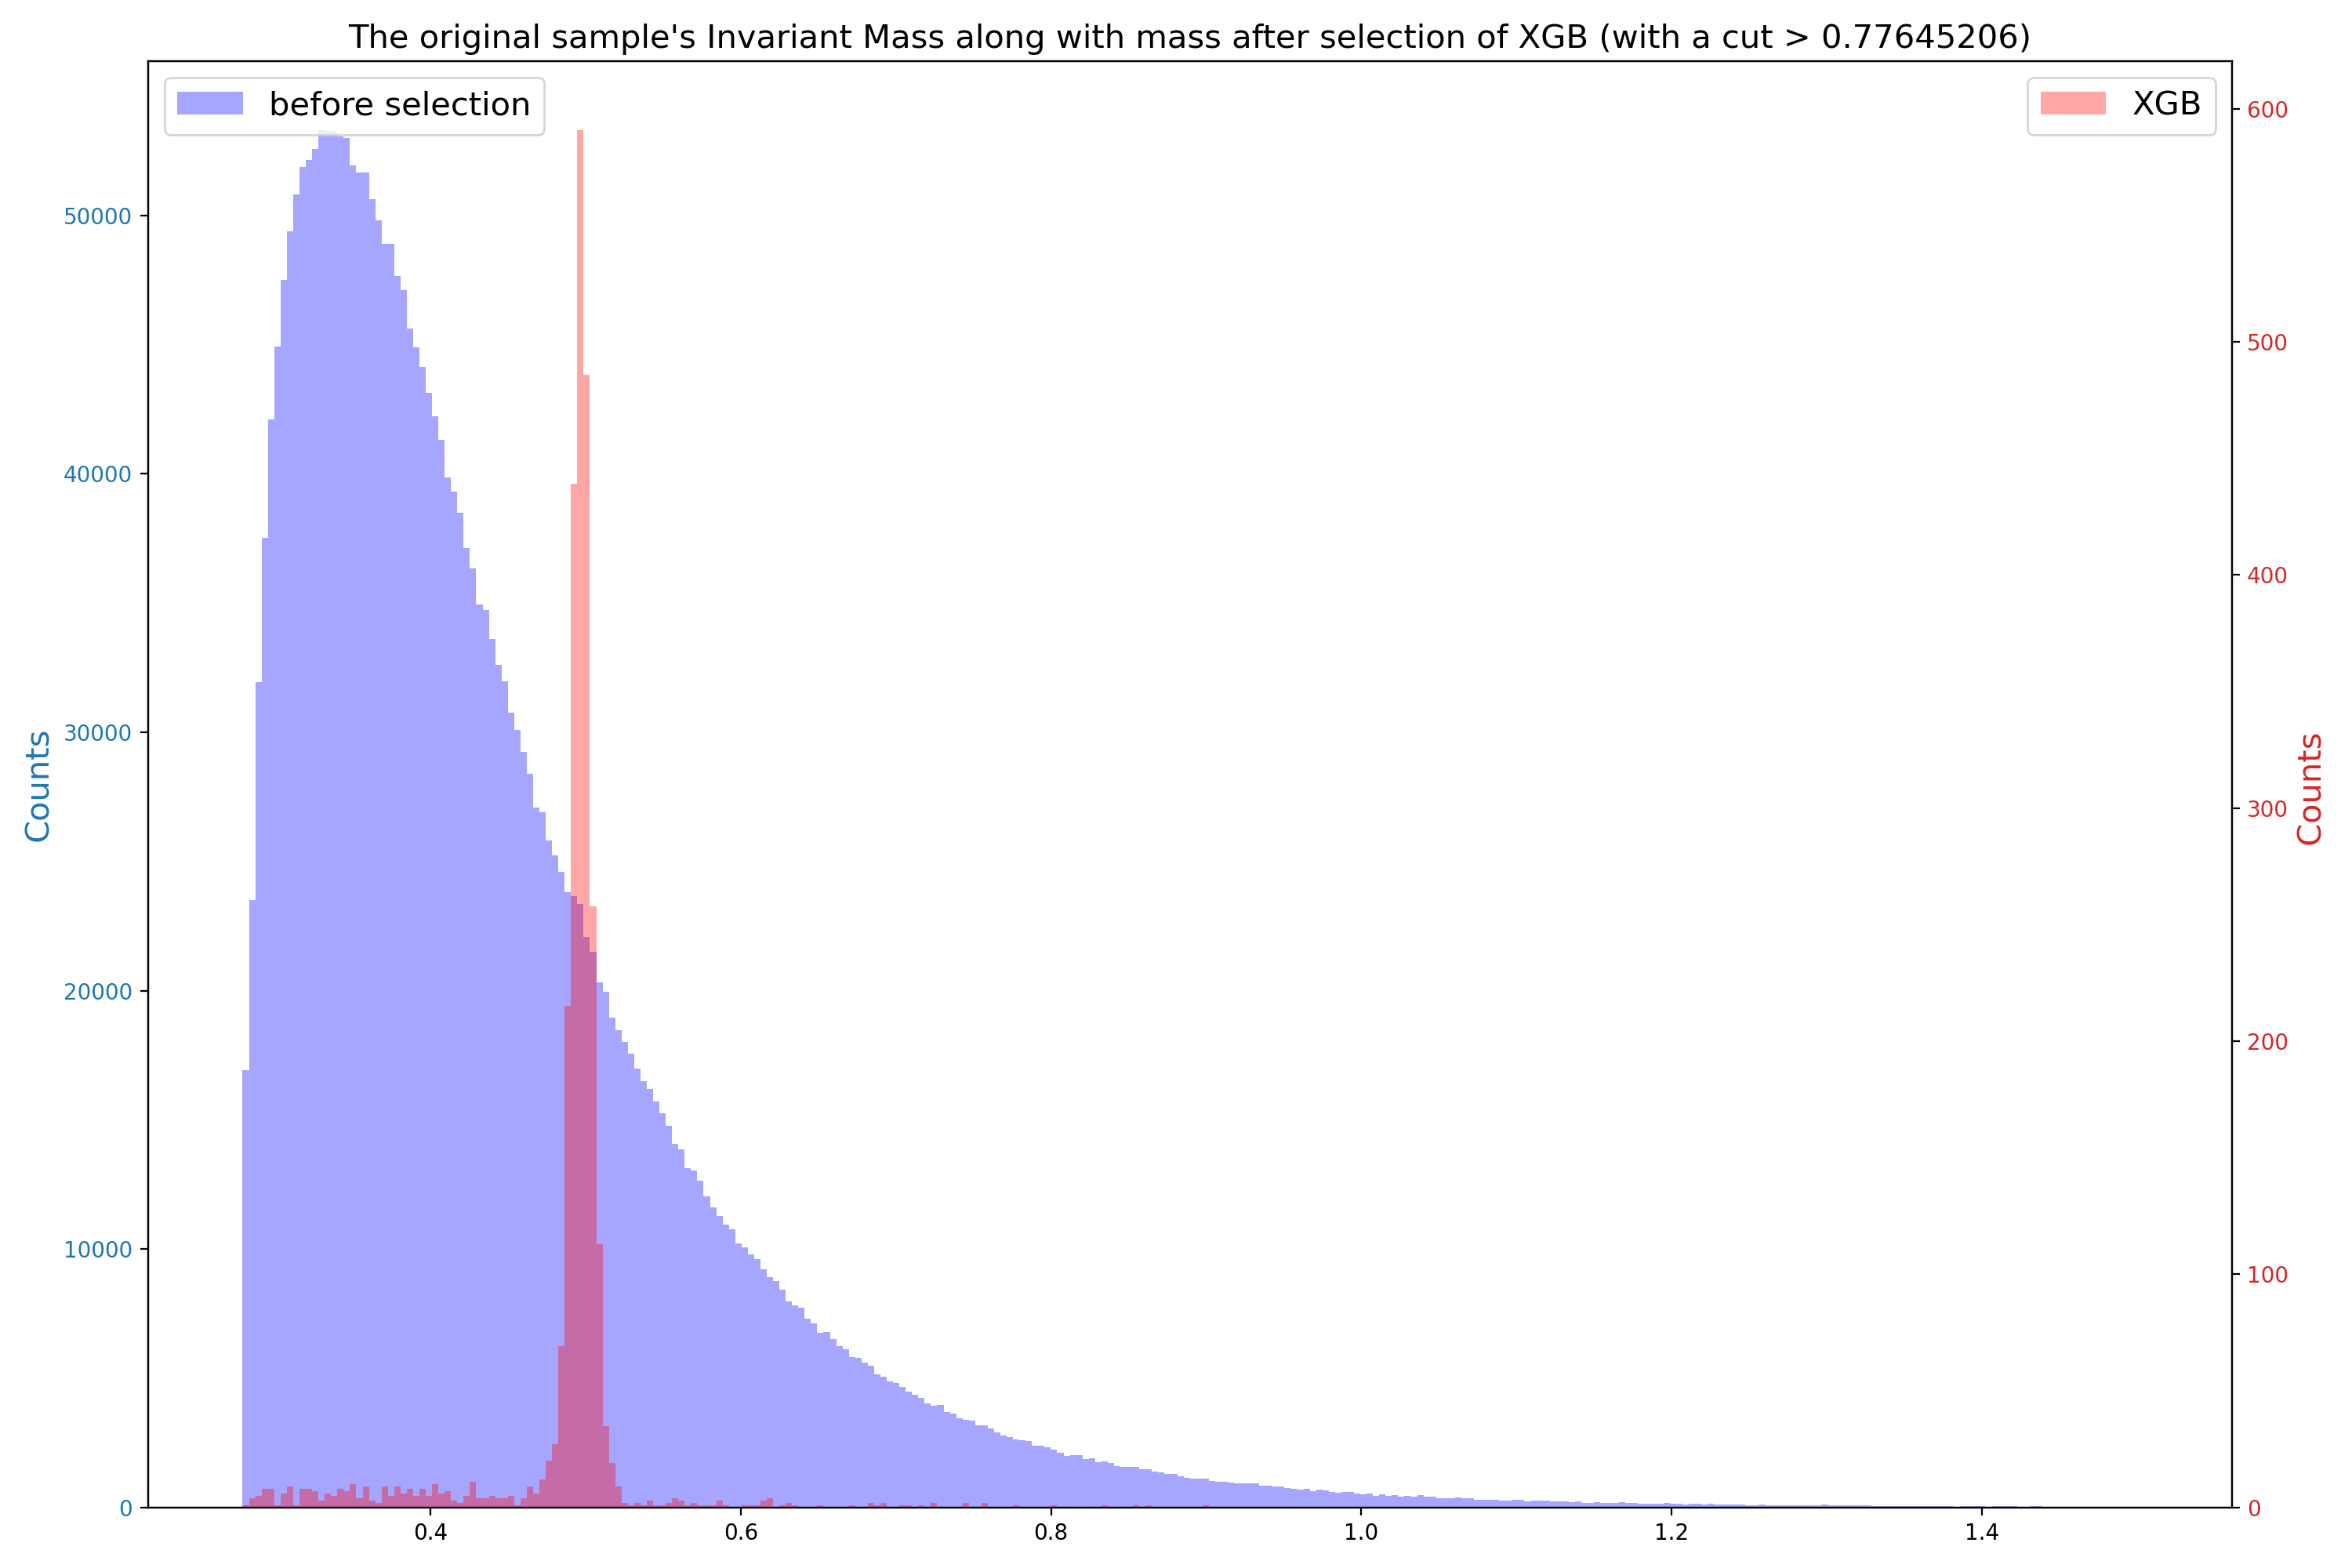 The original sample's Invariant Mass along with mass after selection of XGB (with a cut > 0.77645206)
before selection
XGB
600
500
400
300
200
100
0
50000
40000
30000
20000
10000
0
Counts
Counts
0.4 0.6 0.8 1.0 1.2 1.4